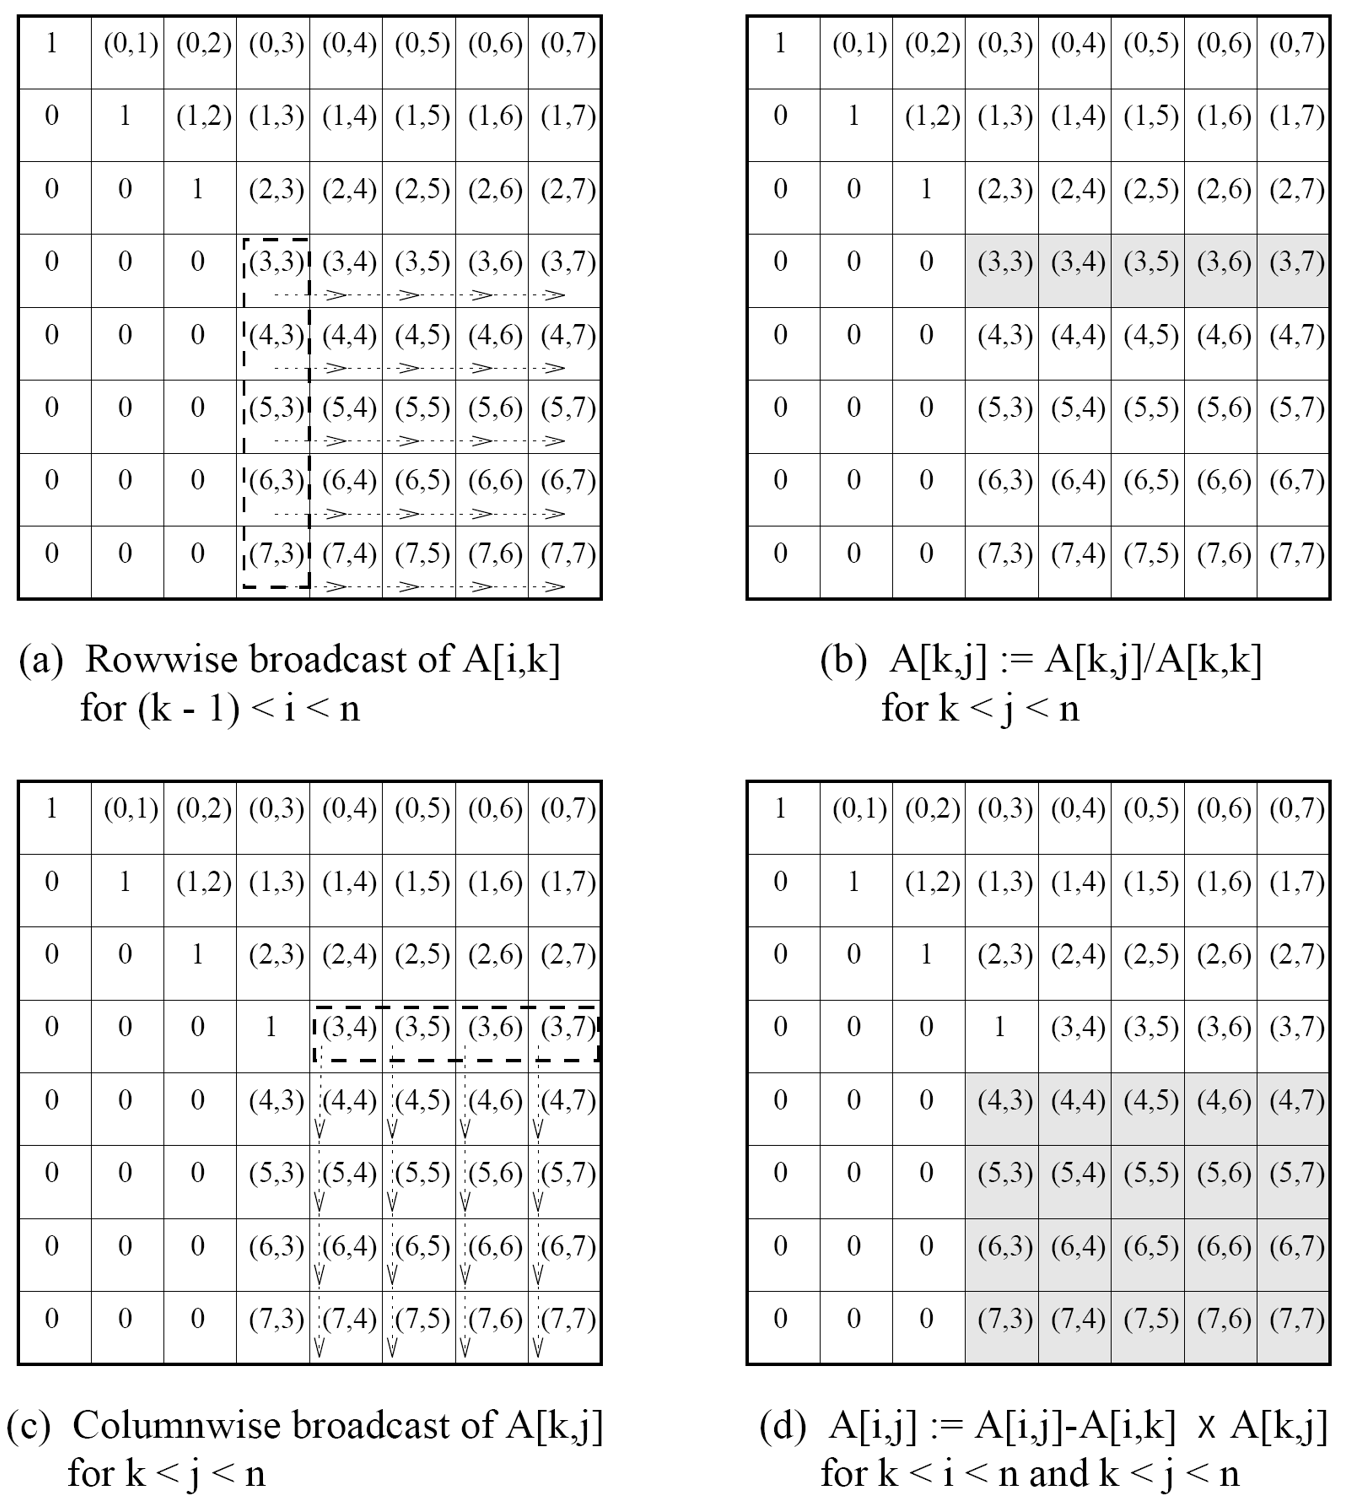 1 (0,1) (0,2) (0,3) (0,4) (0,5) (0,6) (0,7)
0 1 (1,2) (1,3) (1,4) (1,5) (1,6) (1,7)
0 0 1 (2,3) (2,4) (2,5) (2,6) (2,7)
0 0 0 (3,3) (3,4) (3,5) (3,6) (3,7)
0 0 0 (4,3) (4,4) (4,5) (4,6) (4,7)
0 0 0 (5,3) (5,4) (5,5) (5,6) (5,7)
0 0 0 (6,3) (6,4) (6,5) (6,6) (6,7)
0 0 0 (7,3) (7,4) (7,5) (7,6) (7,7)
(a) Rowwise broadcast of A[i,k]
for (k - 1) < i < n
1 (0,1) (0,2) (0,3) (0,4) (0,5) (0,6) (0,7)
0 1 (1,2) (1,3) (1,4) (1,5) (1,6) (1,7)
0 0 1 (2,3) (2,4) (2,5) (2,6) (2,7)
0 0 0 (3,3) (3,4) (3,5) (3,6) (3,7)
0 0 0 (4,3) (4,4) (4,5) (4,6) (4,7)
0 0 0 (5,3) (5,4) (5,5) (5,6) (5,7)
0 0 0 (6,3) (6,4) (6,5) (6,6) (6,7)
0 0 0 (7,3) (7,4) (7,5) (7,6) (7,7)
(b) A[k,j] := A[k,j]/A[k,k]
for k < j < n
1 (0,1) (0,2) (0,3) (0,4) (0,5) (0,6) (0,7)
0 1 (1,2) (1,3) (1,4) (1,5) (1,6) (1,7)
0 0 1 (2,3) (2,4) (2,5) (2,6) (2,7)
0 0 0 1 (3,4) (3,5) (3,6) (3,7)
0 0 0 (4,3) (4,4) (4,5) (4,6) (4,7)
0 0 0 (5,3) (5,4) (5,5) (5,6) (5,7)
0 0 0 (6,3) (6,4) (6,5) (6,6) (6,7)
0 0 0 (7,3) (7,4) (7,5) (7,6) (7,7)
(c) Columnwise broadcast of A[k,j]
for k < j < n
1 (0,1) (0,2) (0,3) (0,4) (0,5) (0,6) (0,7)
0 1 (1,2) (1,3) (1,4) (1,5) (1,6) (1,7)
0 0 1 (2,3) (2,4) (2,5) (2,6) (2,7)
0 0 0 1 (3,4) (3,5) (3,6) (3,7)
0 0 0 (4,3) (4,4) (4,5) (4,6) (4,7)
0 0 0 (5,3) (5,4) (5,5) (5,6) (5,7)
0 0 0 (6,3) (6,4) (6,5) (6,6) (6,7)
0 0 0 (7,3) (7,4) (7,5) (7,6) (7,7)
(d) A[i,j] := A[i,j]-A[i,k] x A[k,j]
for k < i < n and k < j < n